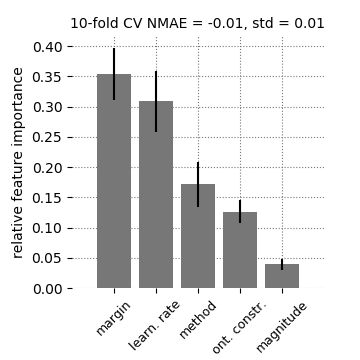 10-fold CV NMAE = -0.01, std = 0.01
relative feature importance
0.40
0.35
0.30
0.25
0.20
0.15
0.10
0.05
0.00
margin
learn. rate
method
ont. constr.
magnitude